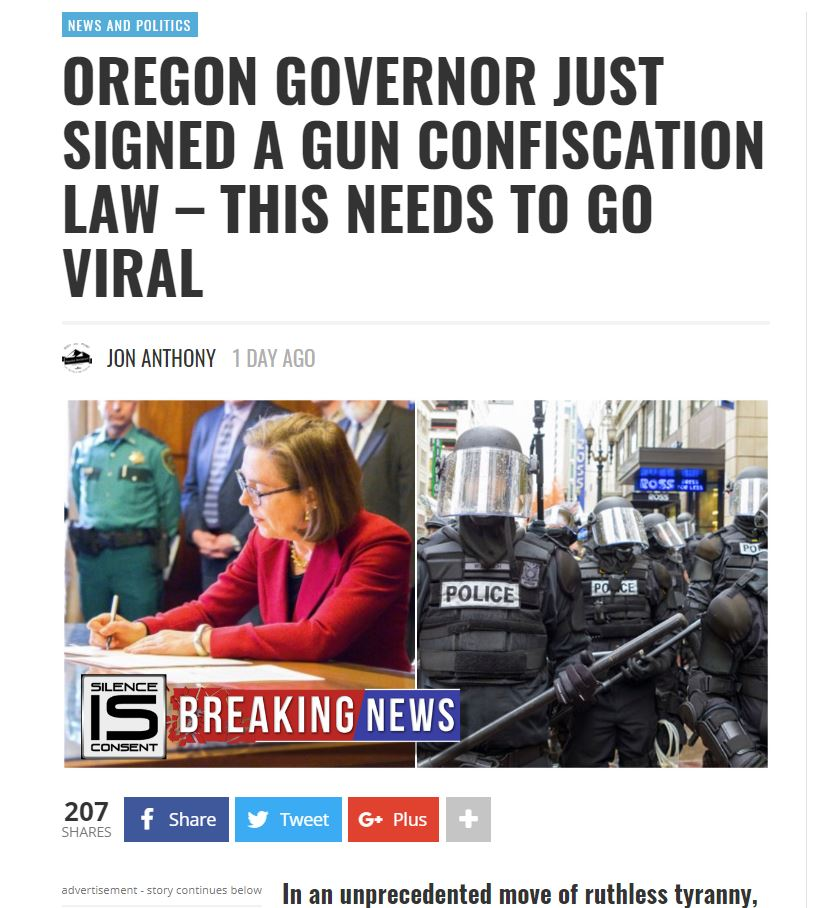 NEWS AND POLITICS
OREGON GOVERNOR JUST
SIGNED A GUN CONFISCATION
LAW – THIS NEEDS TO GO
VIRAL
JON ANTHONY 1 DAY AGO
ROSS DRESS FOR LESS
ROSS
POLICE
POLICE
PO
SILENCE
IS
CONSENT
BREAKING NEWS
207
SHARES
Share
Tweet
G+ Plus
advertisement - story continues below
In an unprecedented move of ruthless tyranny,